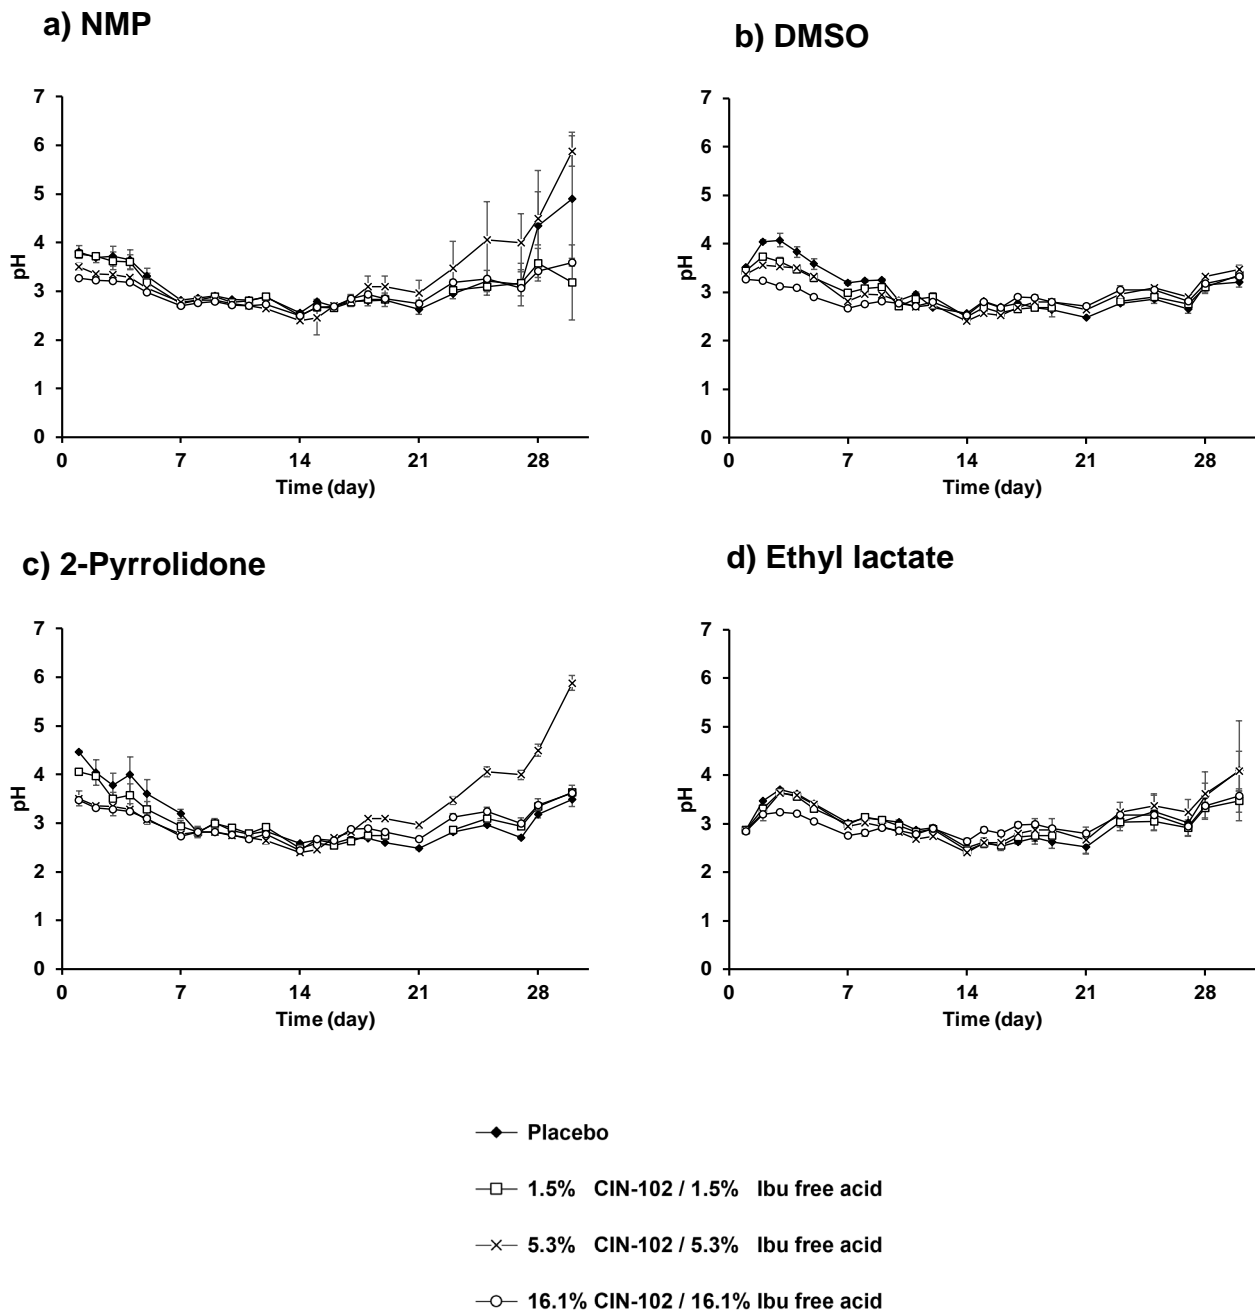 a) NMP
7
6
5
4
3
2
1
0
pH
0 7 14 21 28
Time (day)
b) DMSO
7
6
5
4
3
2
1
0
pH
0 7 14 21 28
Time (day)
c) 2-Pyrrolidone
7
6
5
4
3
2
1
0
pH
0 7 14 21 28
Time (day)
d) Ethyl lactate
7
6
5
4
3
2
1
0
pH
0 7 14 21 28
Time (day)
Placebo
1.5% CIN-102 / 1.5% Ibu free acid
5.3% CIN-102 / 5.3% Ibu free acid
16.1% CIN-102 / 16.1% Ibu free acid